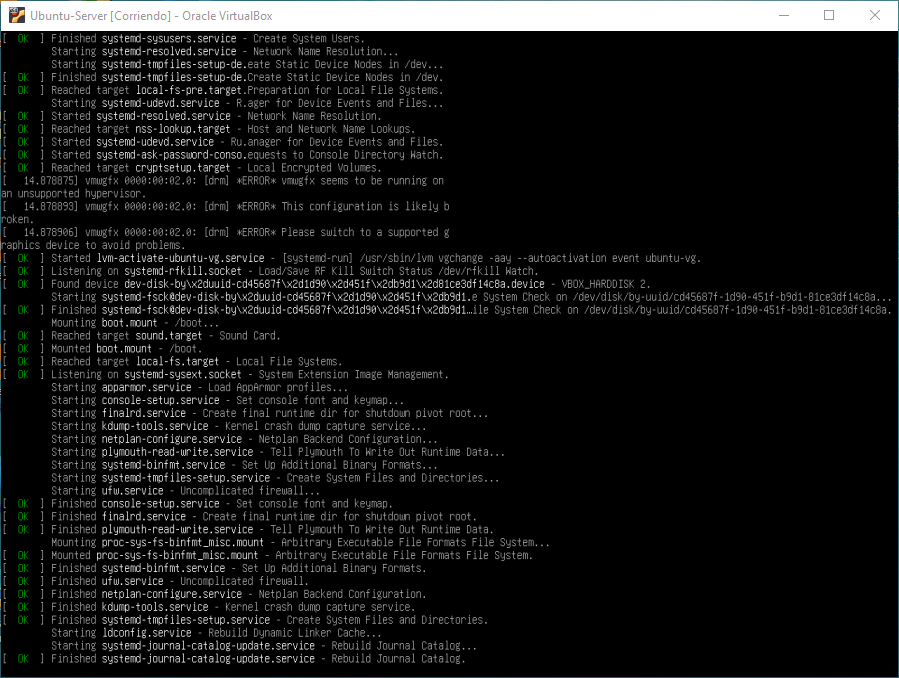 Ubuntu-Server [Corriendo] - Oracle VirtualBox
[  OK  ] Finished systemd-sysusers.service - Create System Users.
Starting systemd-resolved.service - Network Name Resolution...
Starting systemd-tmpfiles-setup-de.eate Static Device Nodes in /dev...
[  OK  ] Finished systemd-tmpfiles-setup-de.Create Static Device Nodes in /dev.
[  OK  ] Reached target local-fs-pre.target.Preparation for Local File Systems.
Starting systemd-udevd.service - R.ager for Device Events and Files...
[  OK  ] Started systemd-resolved.service - Network Name Resolution.
[  OK  ] Reached target nss-lookup.target - Host and Network Name Lookups.
[  OK  ] Started systemd-udevd.service - Ru.anager for Device Events and Files.
[  OK  ] Started systemd-ask-password-conso.equests to Console Directory Watch.
[  OK  ] Reached target cryptsetup.target - Local Encrypted Volumes.
[   14.878875] vmwgfx 0000:00:02.0: [drm] *ERROR* vmwgfx seems to be running on
an unsupported hypervisor.
[   14.878893] vmwgfx 0000:00:02.0: [drm] *ERROR* This configuration is likely b
roken.
[   14.878906] vmwgfx 0000:00:02.0: [drm] *ERROR* Please switch to a supported g
raphics device to avoid problems.
[  OK  ] Started lvm-activate-ubuntu-vg.service - [systemd-run] /usr/sbin/lvm vgchange -aay --autoactivation event ubuntu-vg.
[  OK  ] Listening on systemd-rfkill.socket - Load/Save RF Kill Switch Status /dev/rfkill Watch.
[  OK  ] Found device dev-disk-by\x2duuid-cd45687f\x2d1d90\x2d451f\x2db9d1\x2d81ce3df14c8a.device - VBOX_HARDDISK 2.
Starting systemd-fsck@dev-disk-by\x2duuid-cd45687f\x2d1d90\x2d451f\x2db9d1.e System Check on /dev/disk/by-uuid/cd45687f-1d90-451f-b9d1-81ce3df14c8a...
[  OK  ] Finished systemd-fsck@dev-disk-by\x2duuid-cd45687f\x2d1d90\x2d451f\x2db9d1…ile System Check on /dev/disk/by-uuid/cd45687f-1d90-451f-b9d1-81ce3df14c8a.
Mounting boot.mount - /boot...
[  OK  ] Reached target sound.target - Sound Card.
[  OK  ] Mounted boot.mount - /boot.
[  OK  ] Reached target local-fs.target - Local File Systems.
[  OK  ] Listening on systemd-sysext.socket - System Extension Image Management.
Starting apparmor.service - Load AppArmor profiles...
Starting console-setup.service - Set console font and keymap...
Starting finalrd.service - Create final runtime dir for shutdown pivot root...
Starting kdump-tools.service - Kernel crash dump capture service...
Starting netplan-configure.service - Netplan Backend Configuration...
Starting plymouth-read-write.service - Tell Plymouth To Write Out Runtime Data...
Starting systemd-binfmt.service - Set Up Additional Binary Formats...
Starting systemd-tmpfiles-setup.service - Create System Files and Directories...
Starting ufw.service - Uncomplicated firewall...
[  OK  ] Finished console-setup.service - Set console font and keymap.
[  OK  ] Finished finalrd.service - Create final runtime dir for shutdown pivot root.
[  OK  ] Finished plymouth-read-write.service - Tell Plymouth To Write Out Runtime Data.
Mounting proc-sys-fs-binfmt_misc.mount - Arbitrary Executable File Formats File System...
[  OK  ] Mounted proc-sys-fs-binfmt_misc.mount - Arbitrary Executable File Formats File System.
[  OK  ] Finished systemd-binfmt.service - Set Up Additional Binary Formats.
[  OK  ] Finished ufw.service - Uncomplicated firewall.
[  OK  ] Finished netplan-configure.service - Netplan Backend Configuration.
[  OK  ] Finished kdump-tools.service - Kernel crash dump capture service.
[  OK  ] Finished systemd-tmpfiles-setup.service - Create System Files and Directories.
Starting ldconfig.service - Rebuild Dynamic Linker Cache...
Starting systemd-journal-catalog-update.service - Rebuild Journal Catalog...
[  OK  ] Finished systemd-journal-catalog-update.service - Rebuild Journal Catalog.